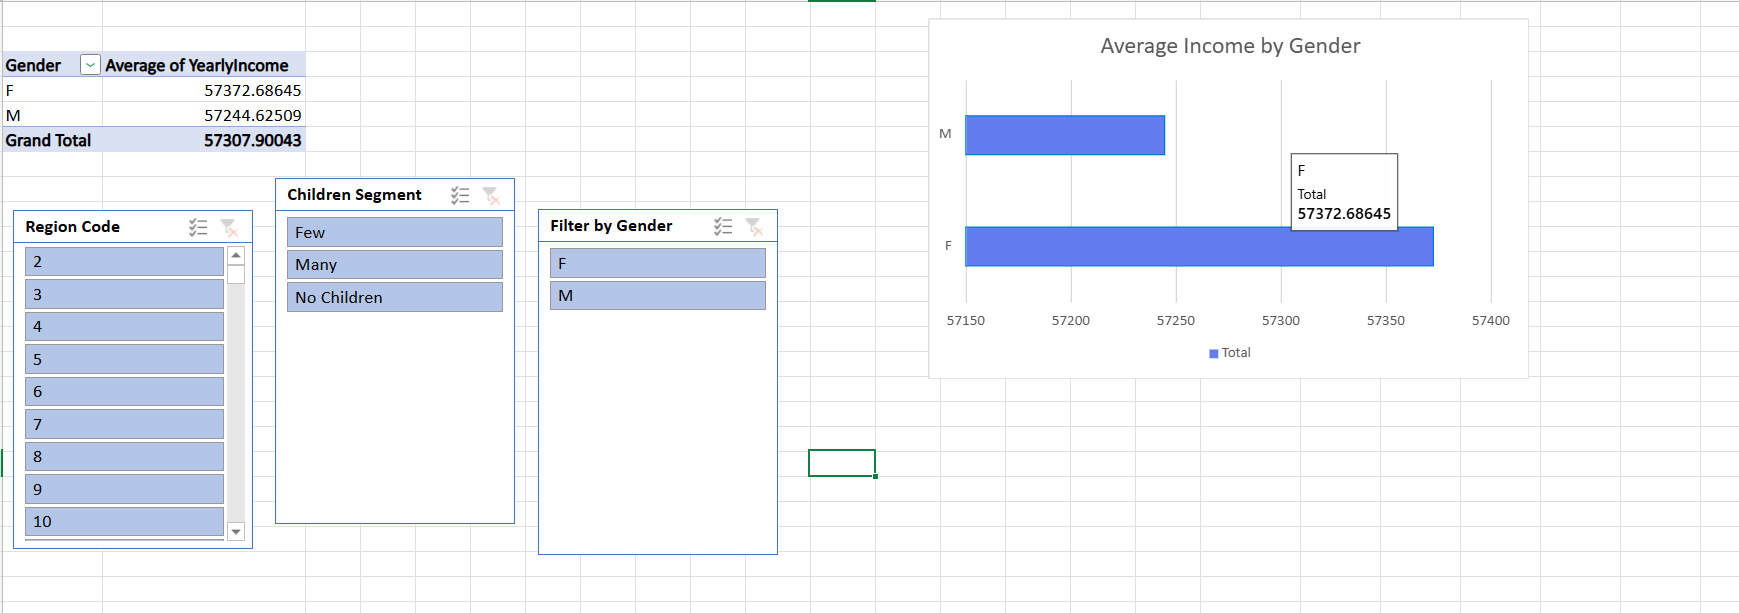 Gender Average of YearlyIncome
F 57372.68645
M 57244.62509
Grand Total 57307.90043
Region Code
2
3
4
5
6
7
8
9
10
Children Segment
Few
Many
No Children
Filter by Gender
F
M
Average Income by Gender
M
F
Total
57372.68645
F
57150 57200 57250 57300 57350 57400
Total